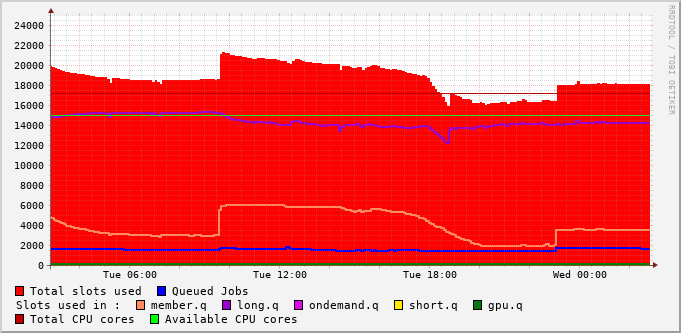 RRDTOOL / TOBI OETIKER
24000
22000
20000
18000
16000
14000
12000
10000
8000
6000
4000
2000
0
Tue 06:00 Tue 12:00 Tue 18:00 Wed 00:00
Total slots used Queued Jobs
Slots used in : member.q long.q ondemand.q short.q gpu.q
Total CPU cores Available CPU cores